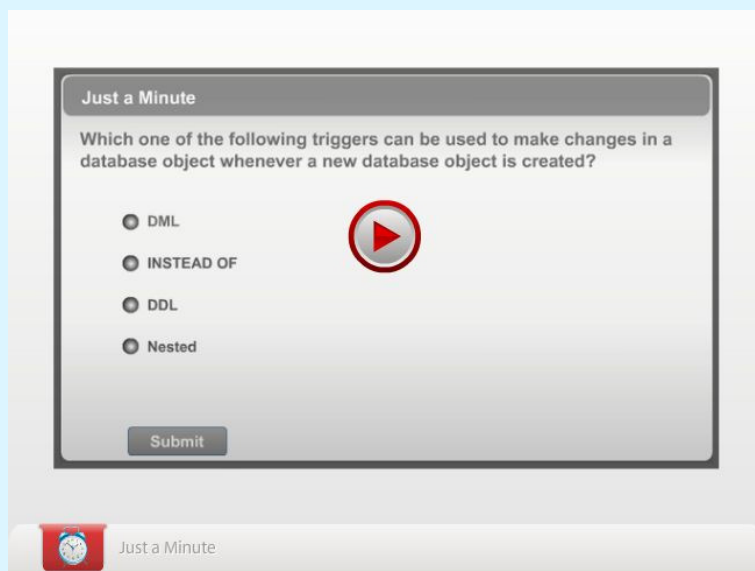 Just a Minute
Which one of the following triggers can be used to make changes in a
database object whenever a new database object is created?
DML
INSTEAD OF
DDL
Nested
Submit
Just a Minute